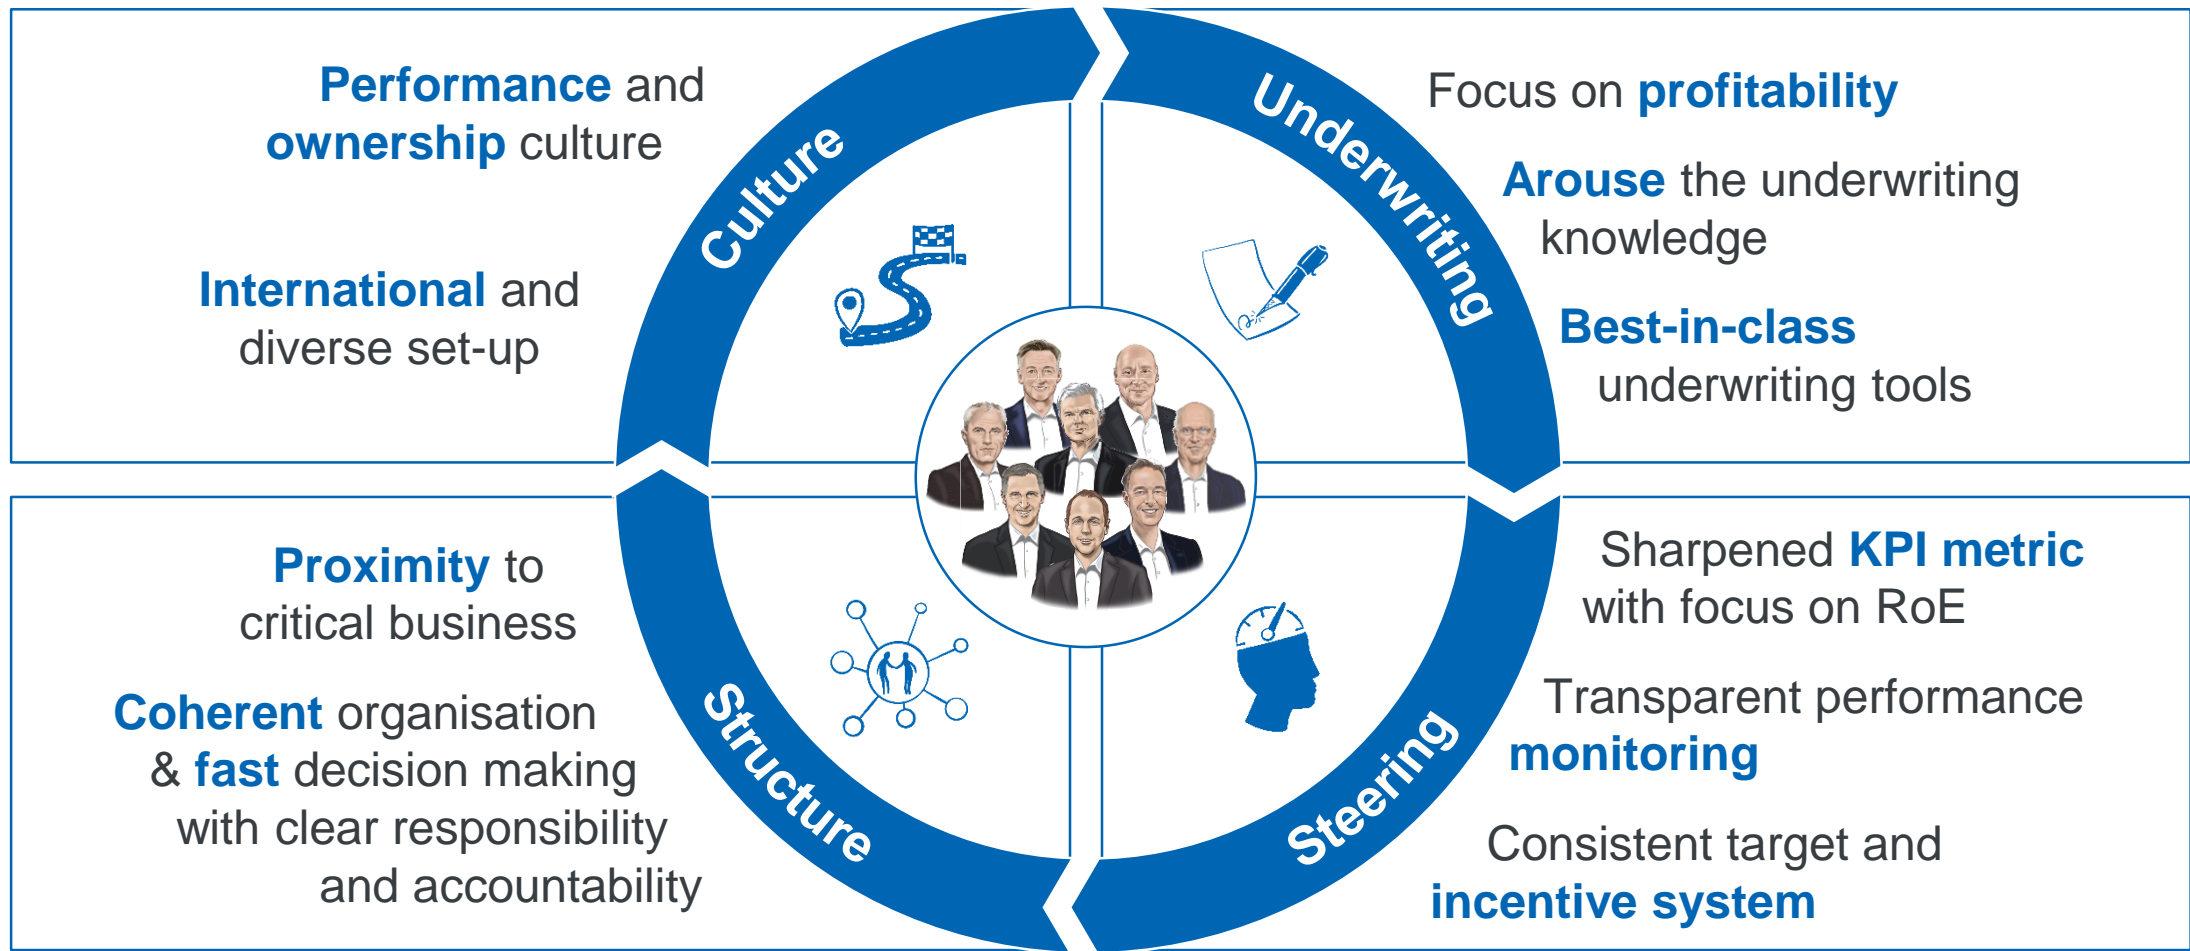 Performance and
ownership culture
International and
diverse set-up
Culture
Underwriting
Focus on profitability
Arouse the underwriting
knowledge
Best-in-class
underwriting tools
Proximity to
critical business
Coherent organisation
& fast decision making
with clear responsibility
and accountability
Structure
Steering
Sharpened KPI metric
with focus on RoE
Transparent performance
monitoring
Consistent target and
incentive system